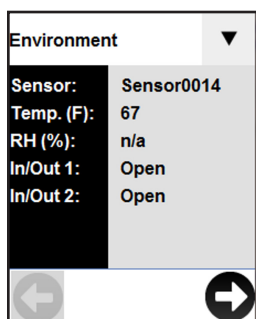 Environment
Sensor: Sensor0014
Temp. (F): 67
RH (%): n/a
In/Out 1: Open
In/Out 2: Open